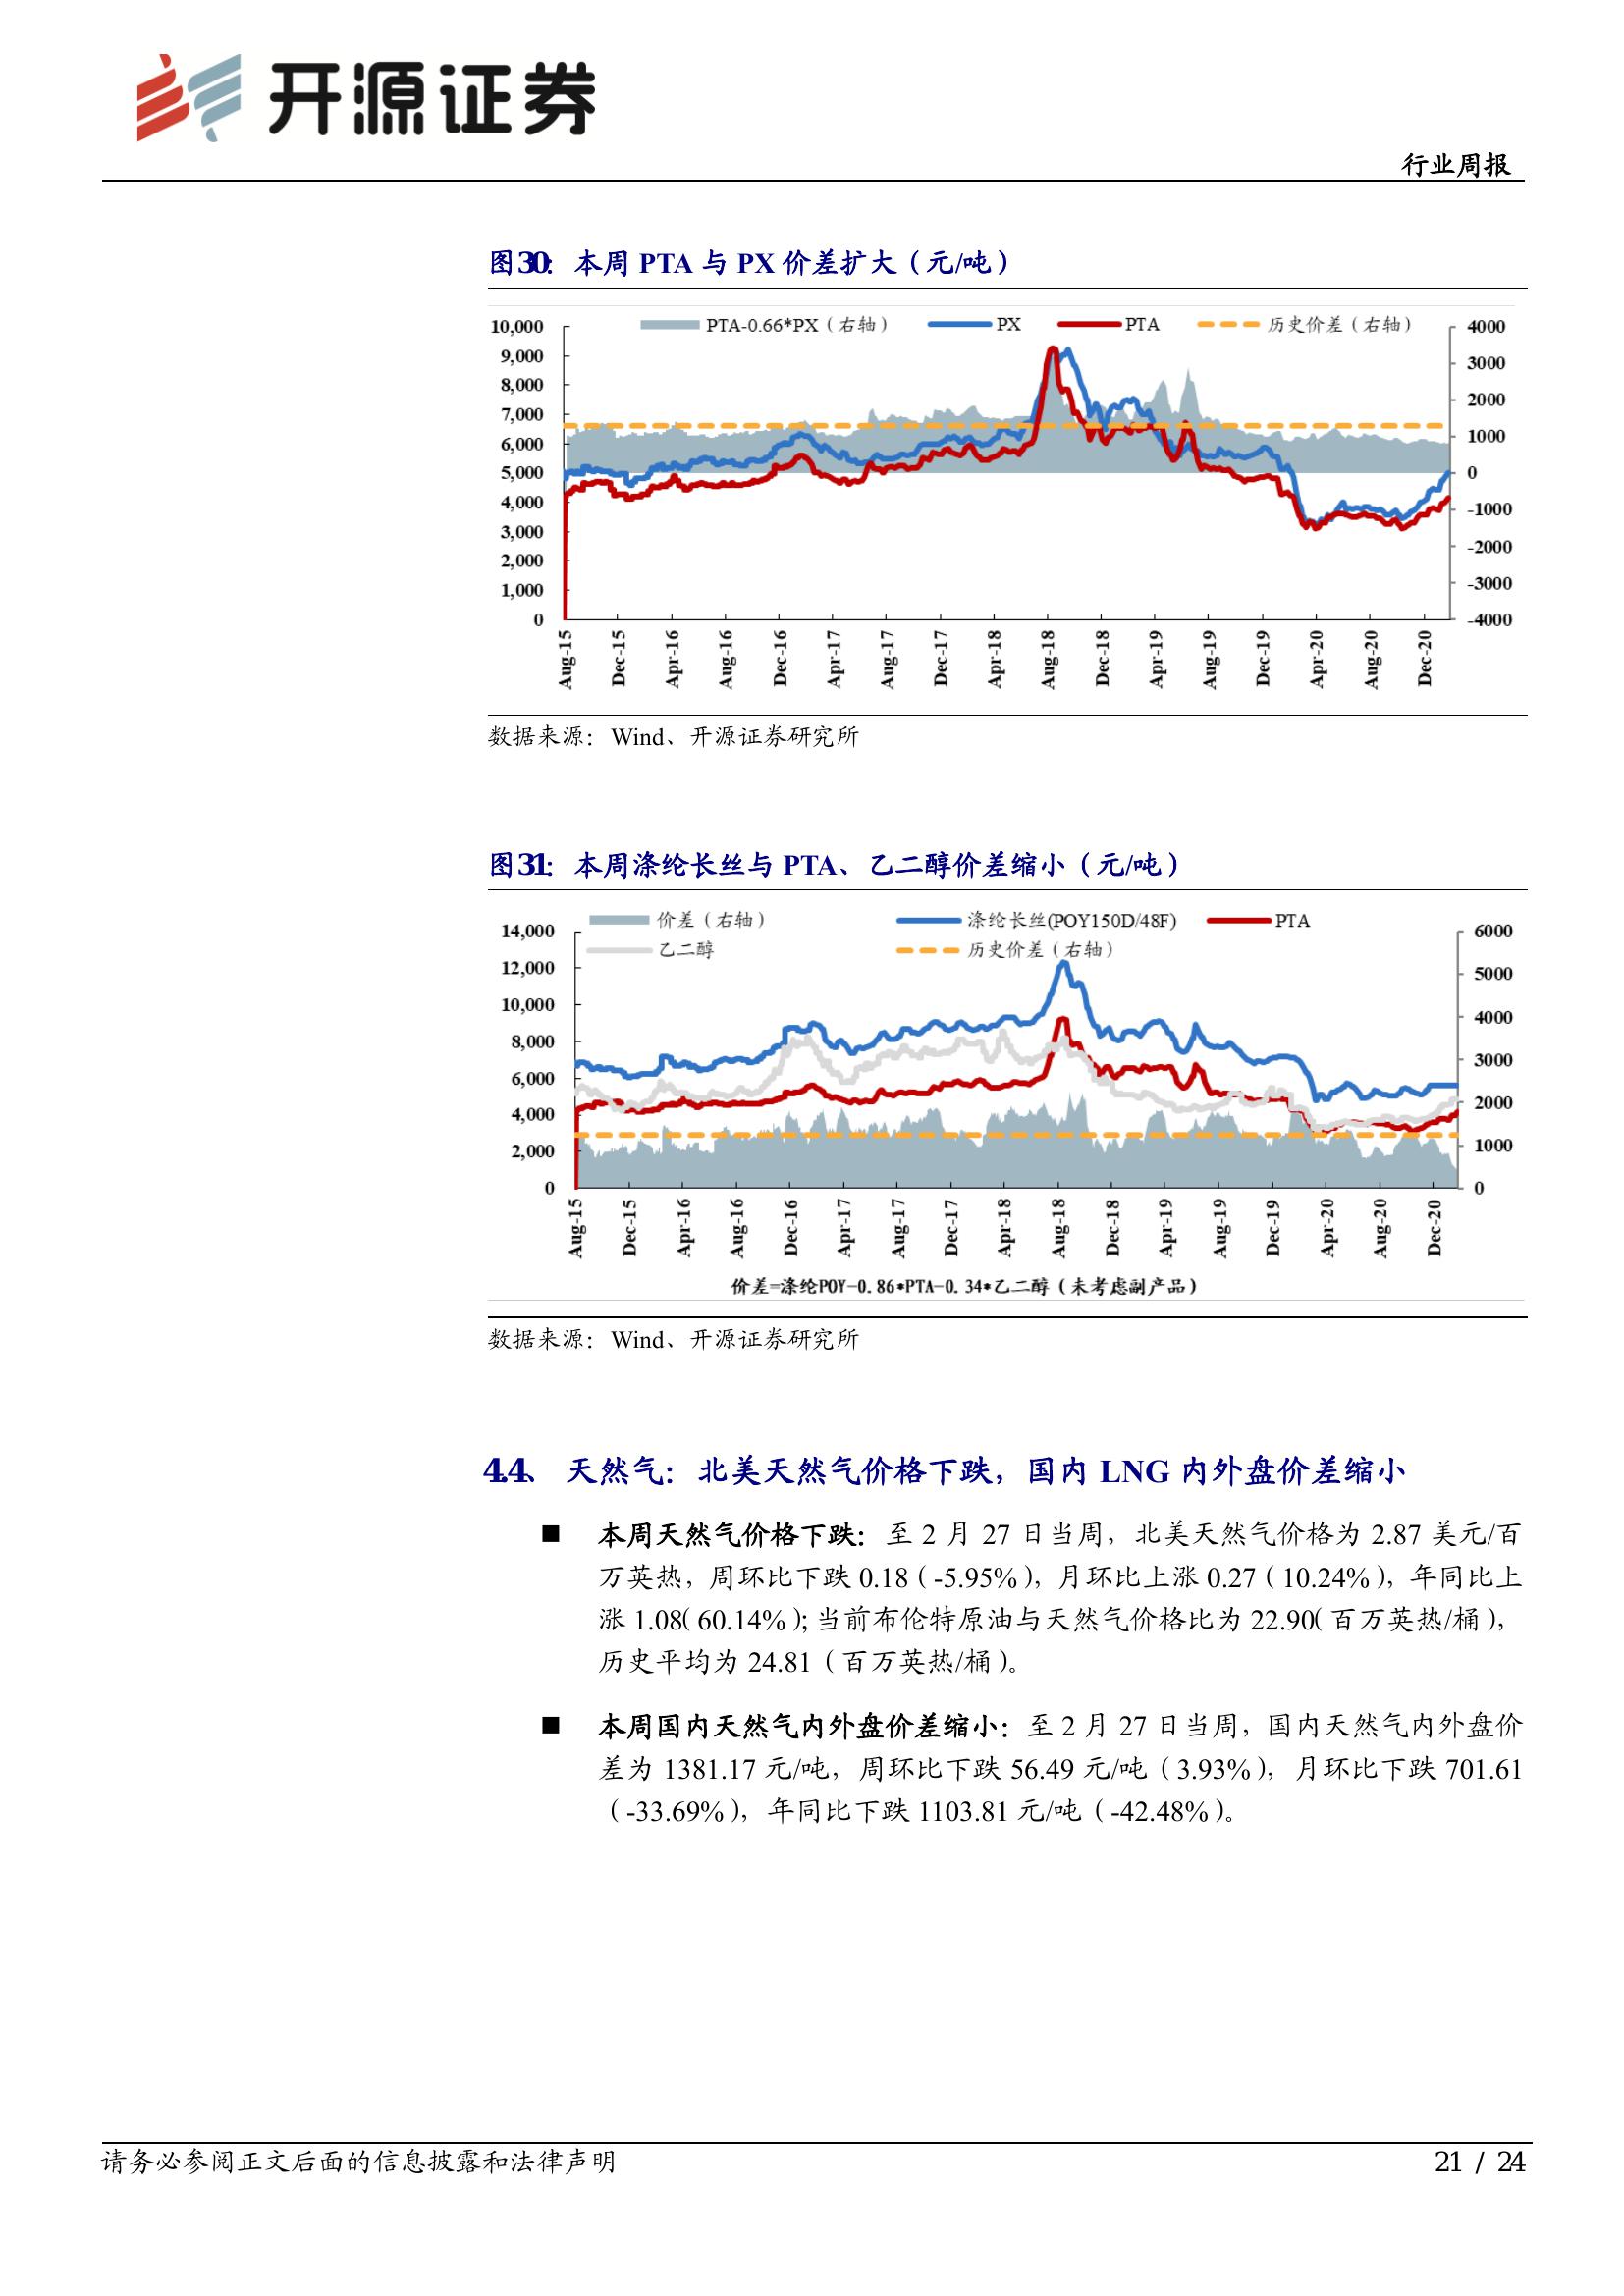 开源证券
行业周报
图30：本周 PTA 与 PX 价差扩大（元/吨）
PTA-0.66*PX（右轴） PX PTA 历史价差（右轴）
10,000 4000
9,000 3000
8,000 2000
7,000 1000
6,000 0
5,000 -1000
4,000 -2000
3,000 -3000
2,000 -4000
1,000
0
Aug-15 Dec-15 Apr-16 Aug-16 Dec-16 Apr-17 Aug-17 Dec-17 Apr-18 Aug-18 Dec-18 Apr-19 Aug-19 Dec-19 Apr-20 Aug-20 Dec-20
数据来源：Wind、开源证券研究所
图31：本周涤纶长丝与 PTA、乙二醇价差缩小（元/吨）
价差（右轴） 涤纶长丝(POY150D/48F) PTA
乙二醇 历史价差（右轴）
14,000 6000
12,000 5000
10,000 4000
8,000 3000
6,000 2000
4,000 1000
2,000 0
0
Aug-15 Dec-15 Apr-16 Aug-16 Dec-16 Apr-17 Aug-17 Dec-17 Apr-18 Aug-18 Dec-18 Apr-19 Aug-19 Dec-19 Apr-20 Aug-20 Dec-20
价差=涤纶POY-0.86*PTA-0.34*乙二醇（未考虑副产品）
数据来源：Wind、开源证券研究所
4.4、 天然气：北美天然气价格下跌，国内 LNG 内外盘价差缩小
■ 本周天然气价格下跌：至 2 月 27 日当周，北美天然气价格为 2.87 美元/百
万英热，周环比下跌 0.18（-5.95%），月环比上涨 0.27（10.24%），年同比上
涨 1.08（60.14%）；当前布伦特原油与天然气价格比为 22.90（百万英热/桶），
历史平均为 24.81（百万英热/桶）。
■ 本周国内天然气内外盘价差缩小：至 2 月 27 日当周，国内天然气内外盘价
差为 1381.17 元/吨，周环比下跌 56.49 元/吨（3.93%），月环比下跌 701.61
（-33.69%），年同比下跌 1103.81 元/吨（-42.48%）。
请务必参阅正文后面的信息披露和法律声明
21 / 24